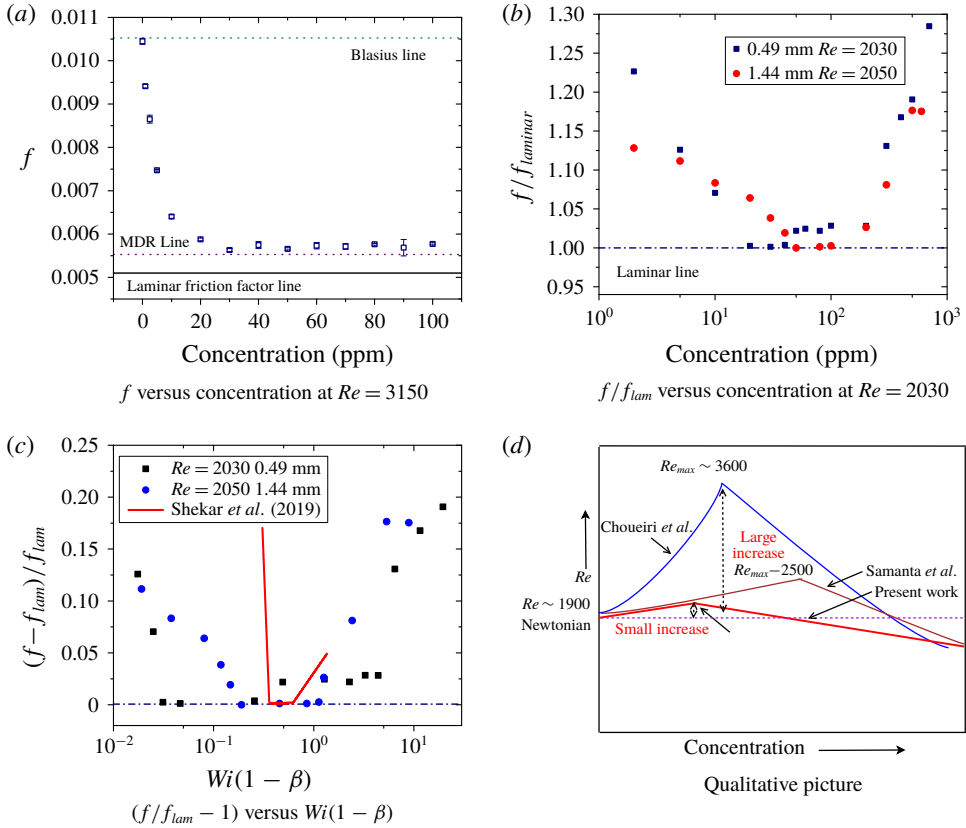 (a)
0.011
0.010
0.009
0.008
0.007
0.006
0.005
f
Blasius line
MDR Line
Laminar friction factor line
0 20 40 60 80 100
Concentration (ppm)
f versus concentration at Re = 3150
(b)
1.30
1.25
1.20
1.15
1.10
1.05
1.00
0.95
f/f_laminar
0.49 mm Re = 2030
1.44 mm Re = 2050
Laminar line
10^0 10^1 10^2 10^3
Concentration (ppm)
f/f_lam versus concentration at Re = 2030
(c)
0.25
0.20
0.15
0.10
0.05
0
(f − f_lam)/f_lam
Re = 2030 0.49 mm
Re = 2050 1.44 mm
Shekar et al. (2019)
10^−2 10^−1 10^0 10^1
Wi(1 − β)
(f/f_lam − 1) versus Wi(1 − β)
(d)
Re_max ∼ 3600
Choueiri et al.
Large
increase
Re_max−2500
Samanta et al.
Present work
Re
Re ∼ 1900
Newtonian
Small increase
Concentration
Qualitative picture